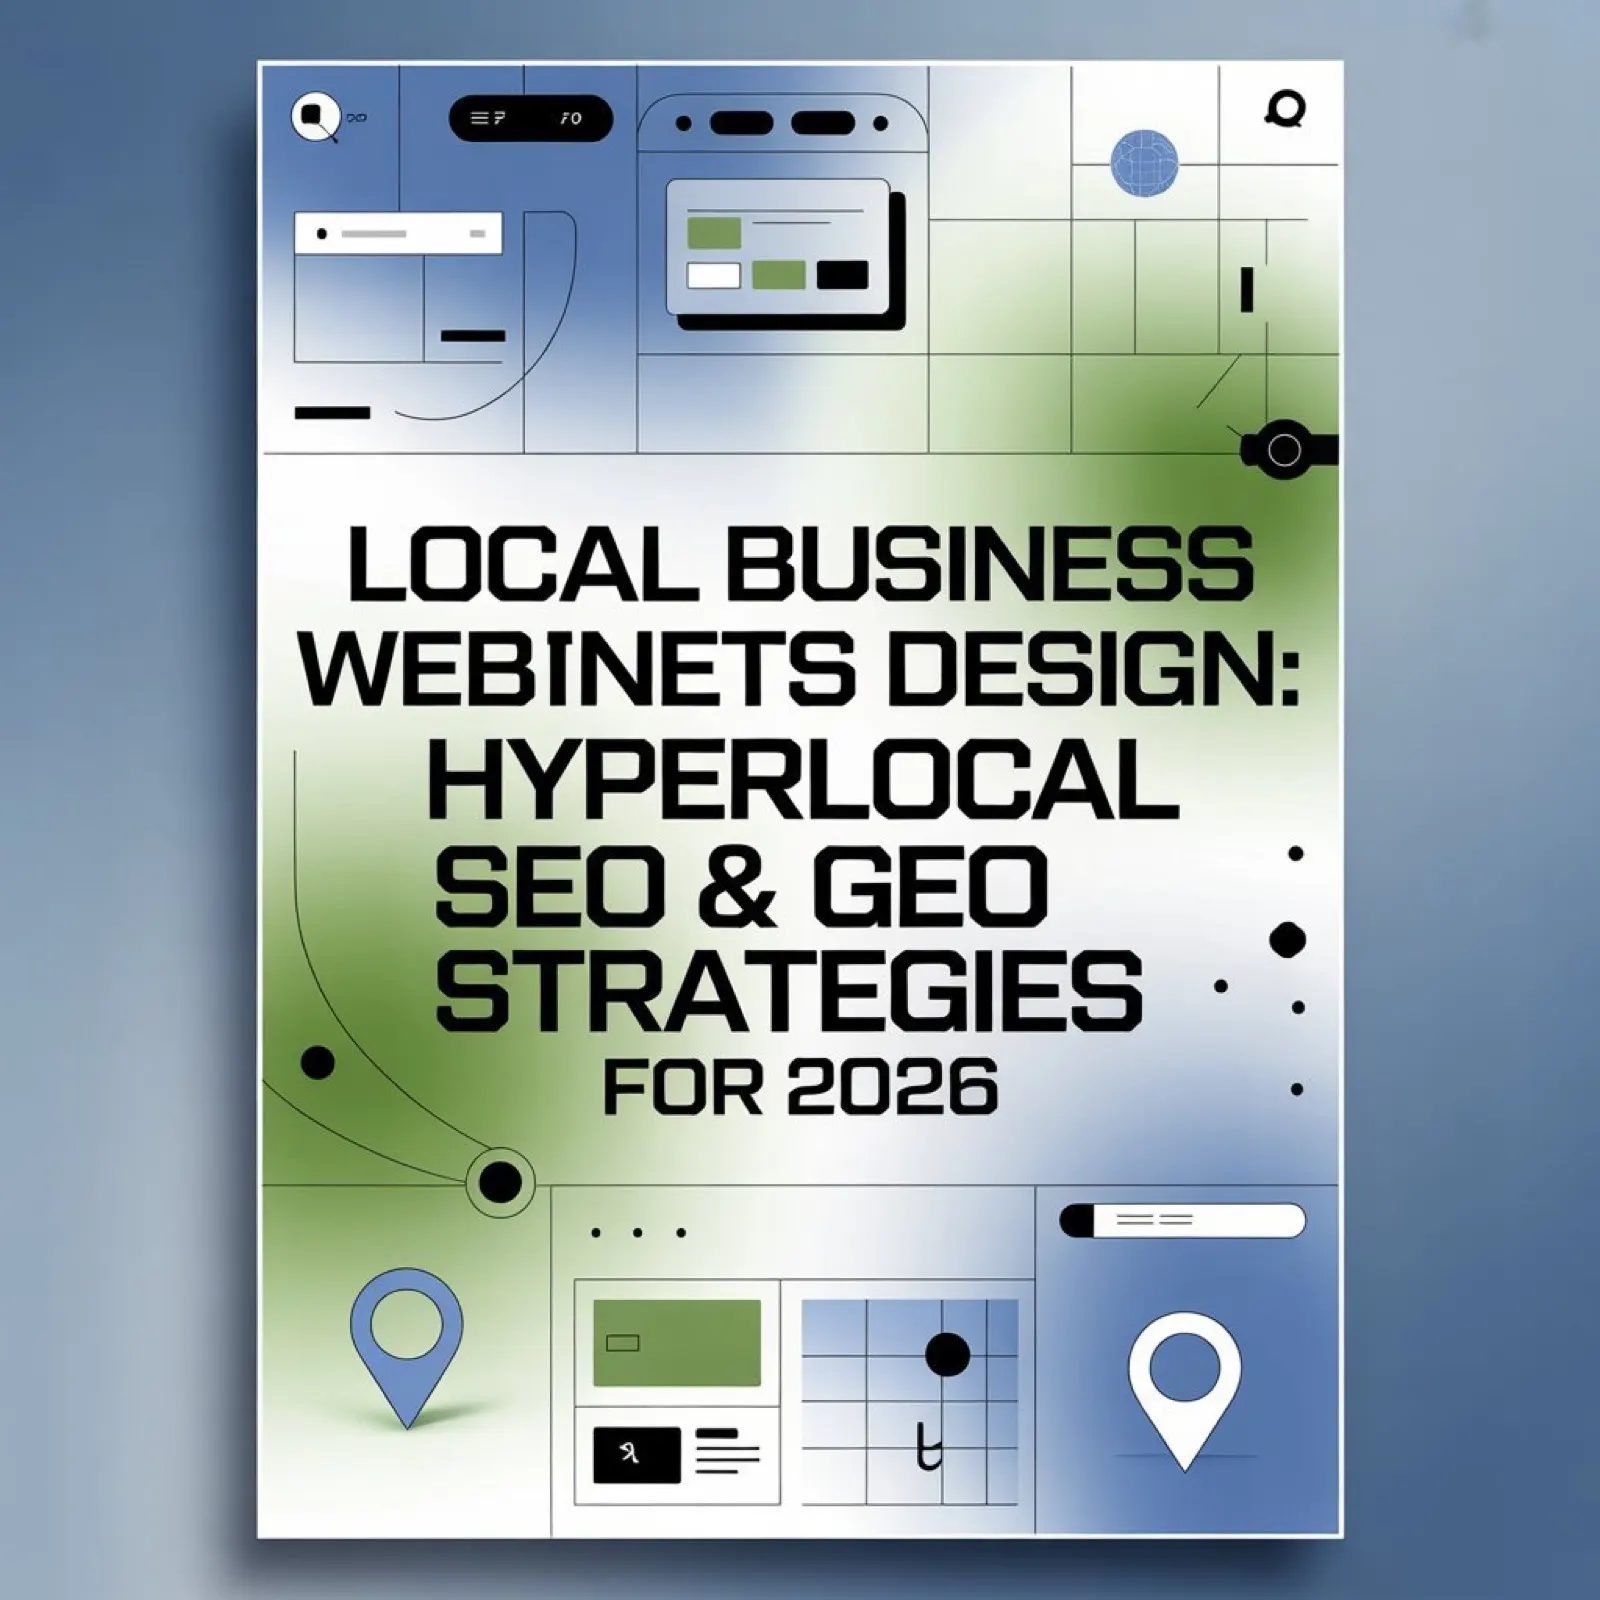 LOCAL BUSINESS
WEBINETS DESIGN:
HYPERLOCAL
SEO & GEO
STRATEGIES
FOR 2026